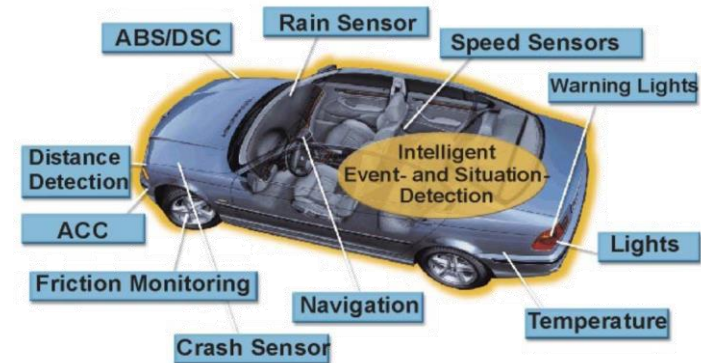 Rain Sensor
ABS/DSC
Speed Sensors
Warning Lights
Distance
Detection
Intelligent
Event- and Situation-
Detection
ACC
Lights
Friction Monitoring
Navigation
Temperature
Crash Sensor